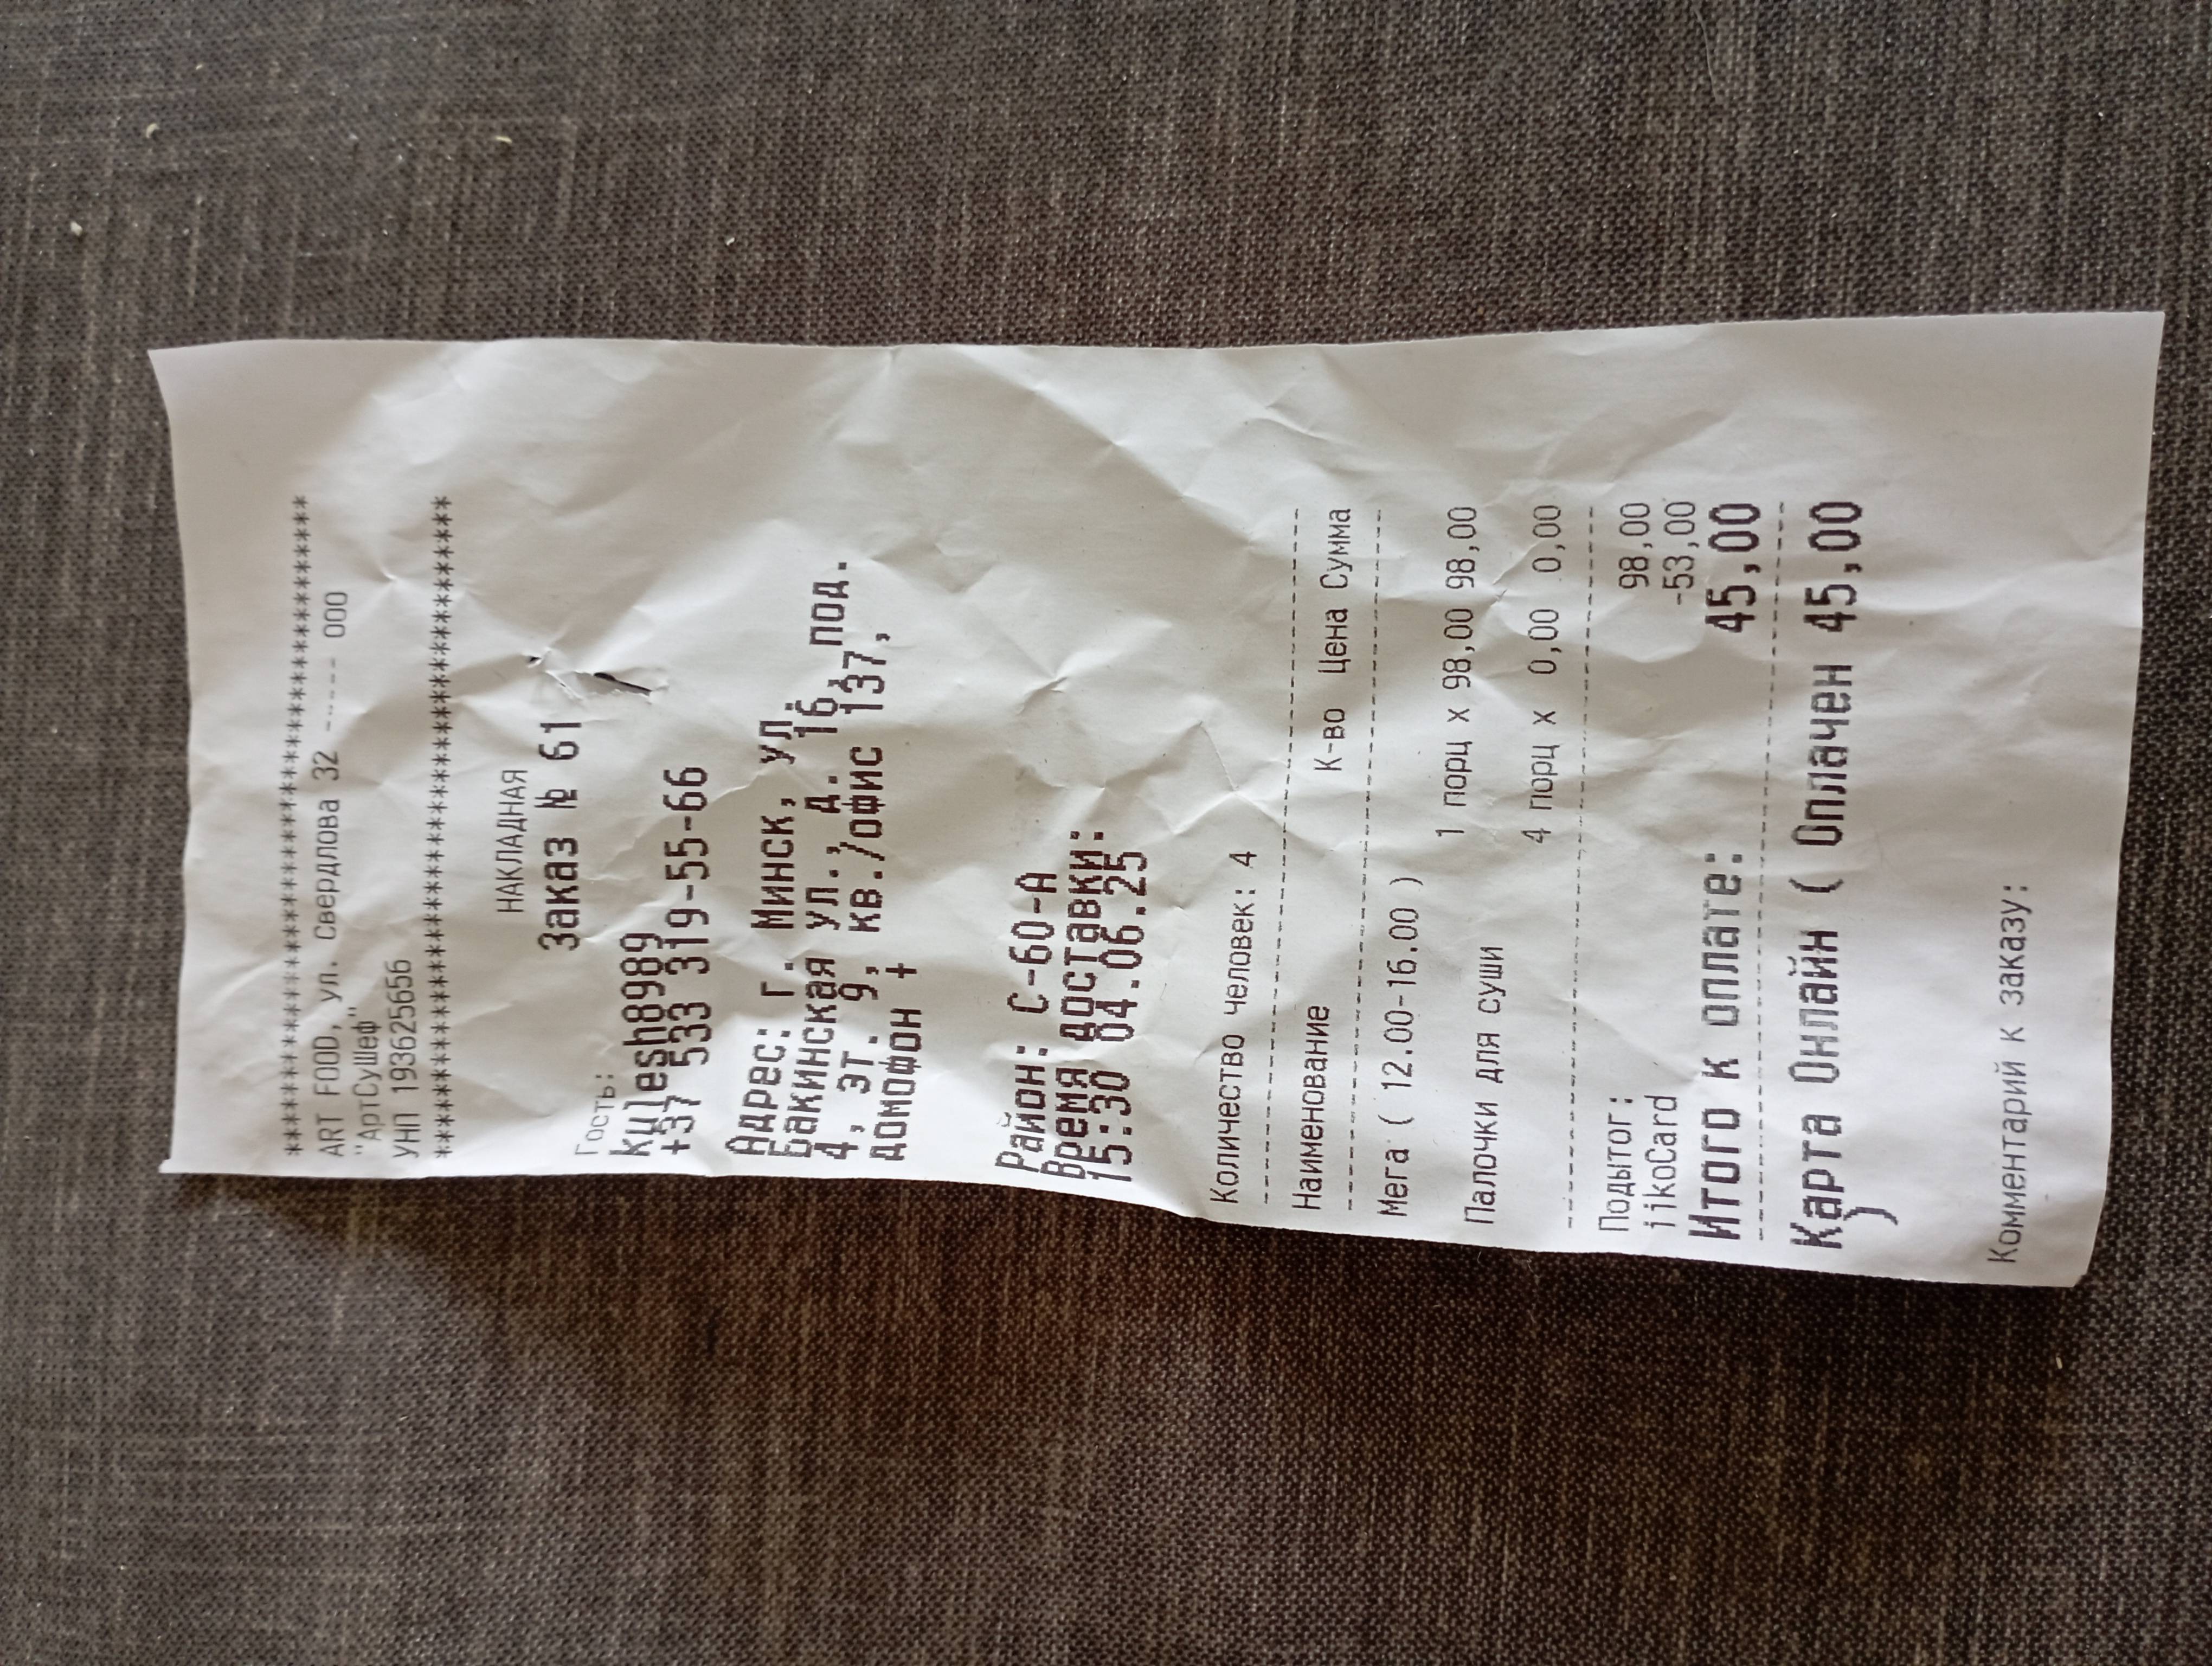 ****************************************
ART FOOD, ул. Свердлова 32 ----- ООО
"АртСуШеф"
УНП 193625656
****************************************
НАКЛАДНАЯ
Заказ № 61
Гость:
kulesh8989
+37 533 319-55-66
Адрес: г. Минск, ул.
Бакинская ул., д. 16, под.
4, эт. 9, кв./офис 137,
домофон +
Район: С-60-А
Время доставки:
15:30 04.06.25
Количество человек: 4
Наименование К-во Цена Сумма
Мега ( 12.00-16.00 )
1 порц x 98,00 98,00
Палочки для суши
4 порц x 0,00 0,00
Подытог: 98,00
iikoCard -53,00
Итого к оплате: 45,00
Карта Онлайн ( Оплачен 45,00
)
Комментарий к заказу: